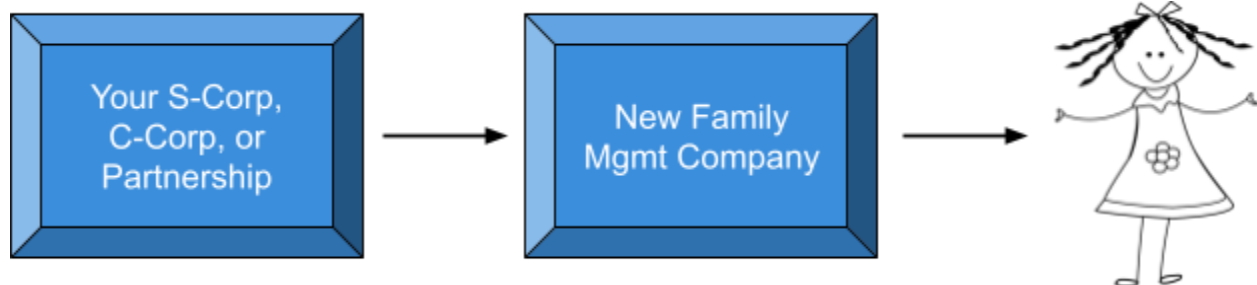 Your S-Corp,
C-Corp, or
Partnership
New Family
Mgmt Company